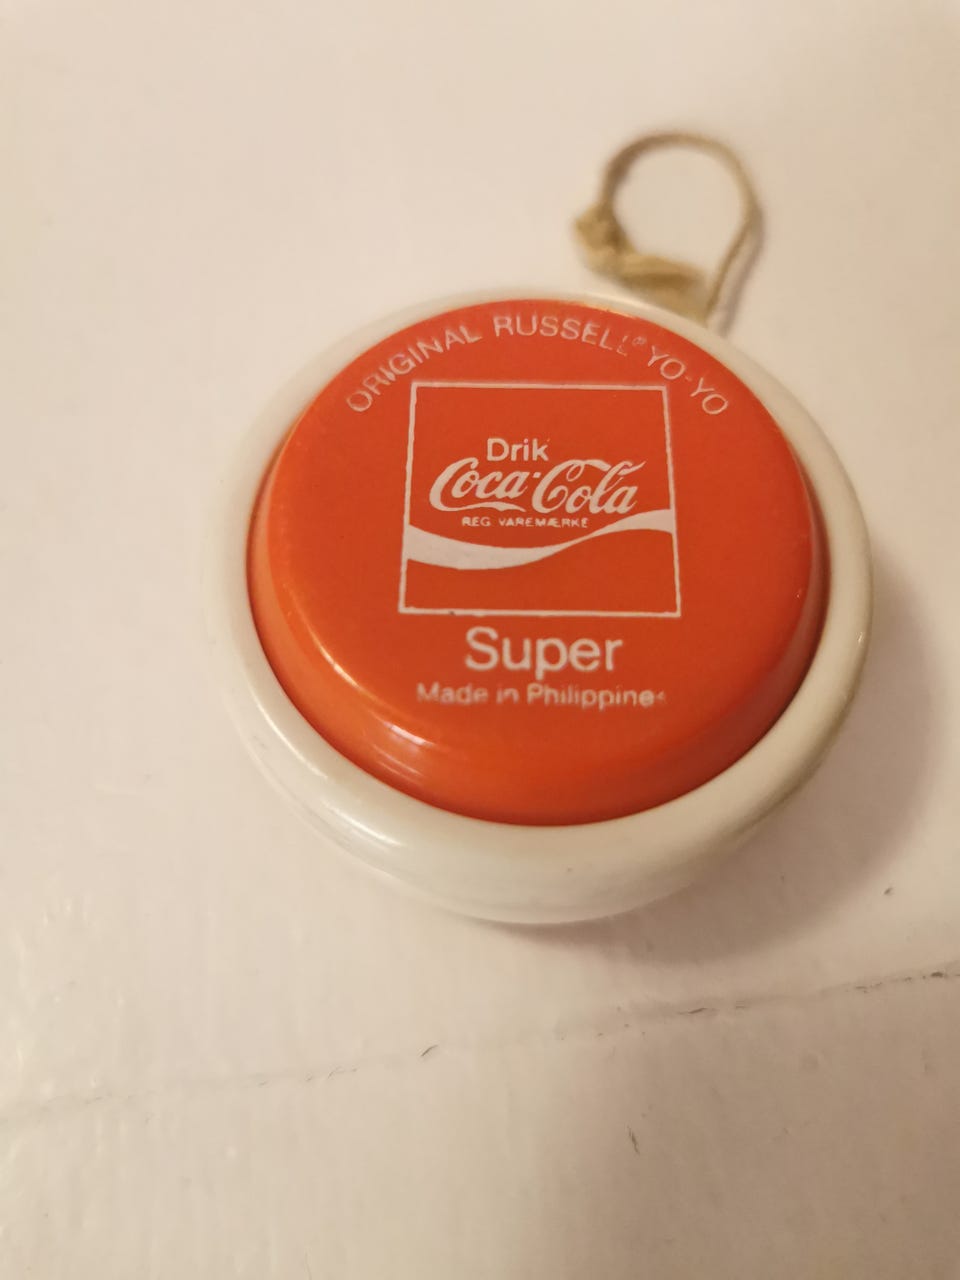 ORIGINAL RUSSELL® YO-YO
Drik
Coca-Cola
REG. VAREMÆRKE
Super
Made in Philippines